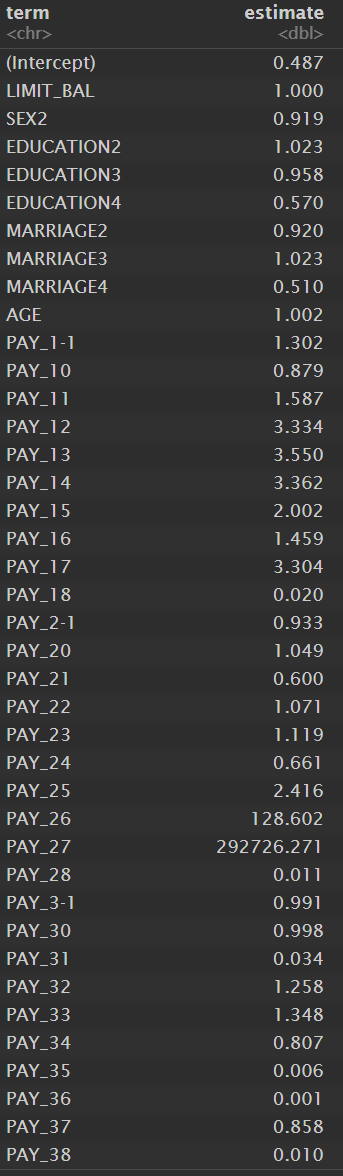 term estimate
<chr> <dbl>
(Intercept) 0.487
LIMIT_BAL 1.000
SEX2 0.919
EDUCATION2 1.023
EDUCATION3 0.958
EDUCATION4 0.570
MARRIAGE2 0.920
MARRIAGE3 1.023
MARRIAGE4 0.510
AGE 1.002
PAY_1-1 1.302
PAY_10 0.879
PAY_11 1.587
PAY_12 3.334
PAY_13 3.550
PAY_14 3.362
PAY_15 2.002
PAY_16 1.459
PAY_17 3.304
PAY_18 0.020
PAY_2-1 0.933
PAY_20 1.049
PAY_21 0.600
PAY_22 1.071
PAY_23 1.119
PAY_24 0.661
PAY_25 2.416
PAY_26 128.602
PAY_27 292726.271
PAY_28 0.011
PAY_3-1 0.991
PAY_30 0.998
PAY_31 0.034
PAY_32 1.258
PAY_33 1.348
PAY_34 0.807
PAY_35 0.006
PAY_36 0.001
PAY_37 0.858
PAY_38 0.010